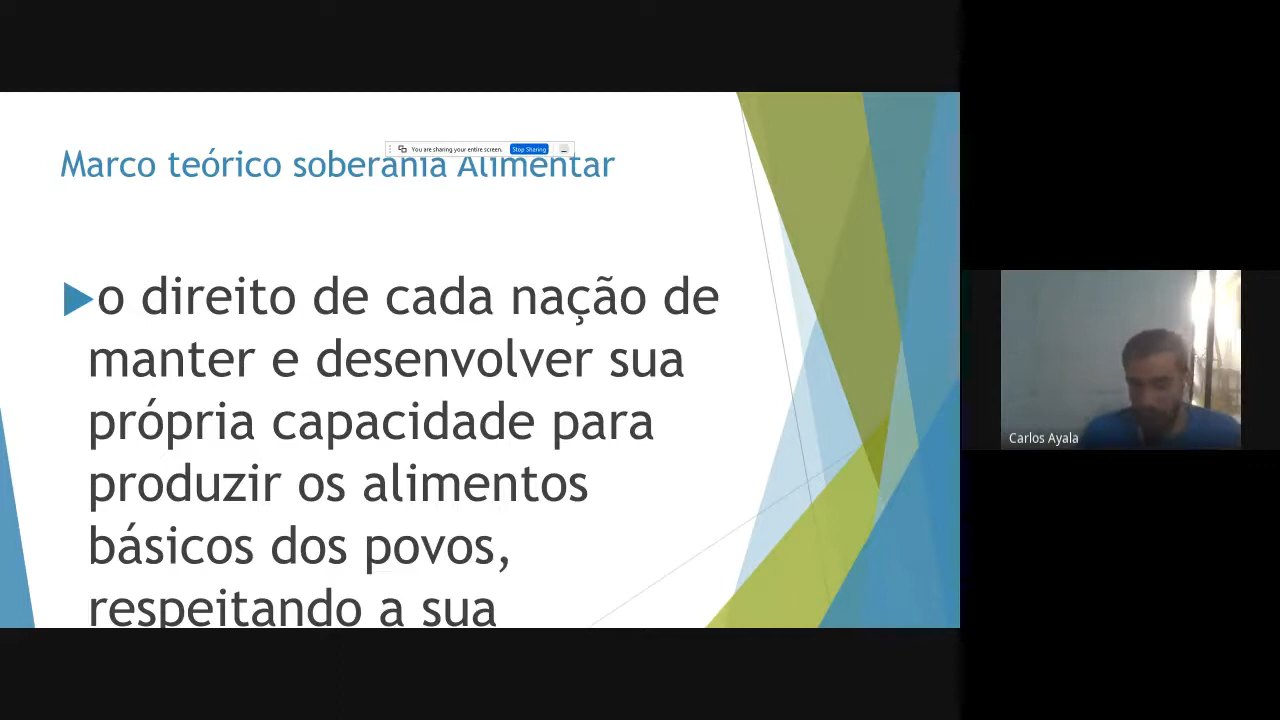 You are sharing your entire screen.
Stop Sharing
Marco teórico soberania Alimentar
o direito de cada nação de
manter e desenvolver sua
própria capacidade para
produzir os alimentos
básicos dos povos,
respeitando a sua
Carlos Ayala